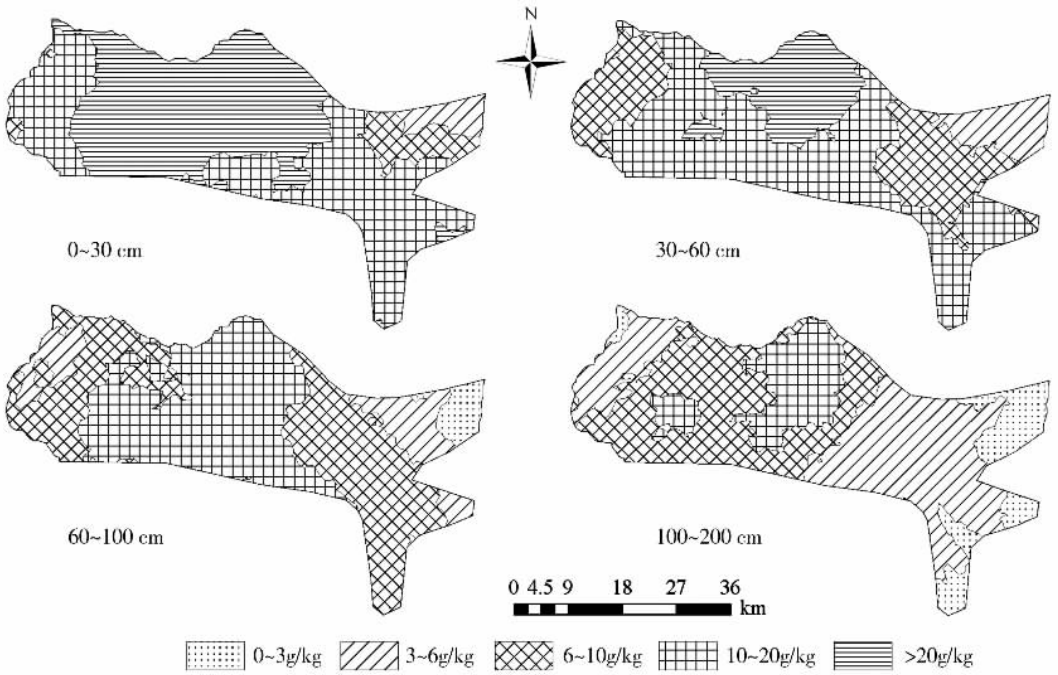 N
0~30 cm
30~60 cm
60~100 cm
100~200 cm
0 4.5 9 18 27 36
km
0~3g/kg 3~6g/kg 6~10g/kg 10~20g/kg >20g/kg